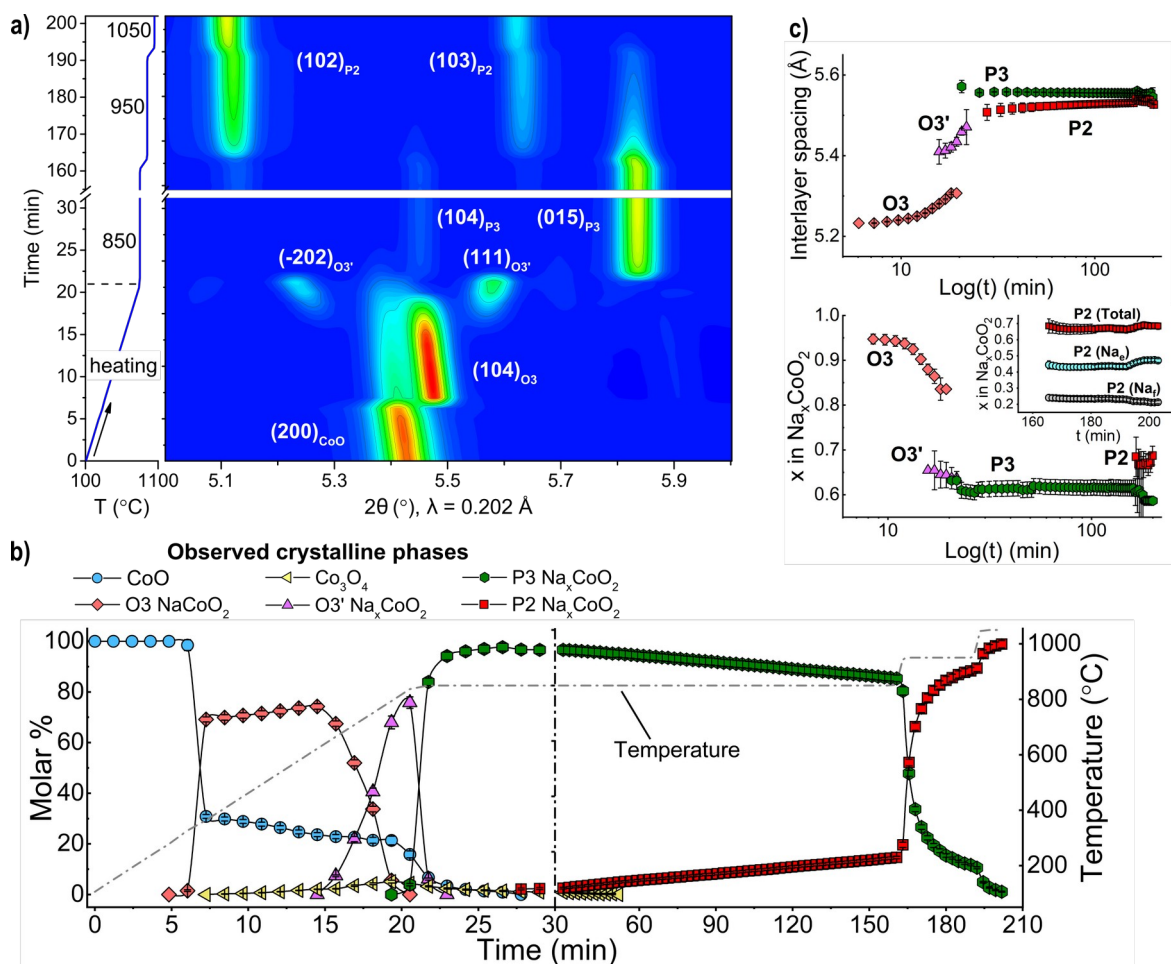 a)
1050
950
850
heating
Time (min)
200
190
180
170
160
30
25
20
15
10
5
0
(102)P2
(103)P2
(104)P3
(015)P3
(-202)O3'
(111)O3'
(104)O3
(200)CoO
100
1100
5.1
5.3
5.5
5.7
5.9
T (°C)
2θ (°), λ = 0.202 Å
c)
Interlayer spacing (Å)
5.6
5.4
5.2
P3
P2
O3'
O3
10
100
Log(t) (min)
x in NaxCoO2
1.0
0.9
0.8
0.7
0.6
O3
O3'
P3
P2
x in NaxCoO2
0.7
0.6
0.5
0.4
0.3
0.2
P2 (Total)
P2 (Nae)
P2 (Naf)
160
180
200
t (min)
10
100
Log(t) (min)
b)
Observed crystalline phases
CoO
Co3O4
P3 NaxCoO2
O3 NaCoO2
O3' NaxCoO2
P2 NaxCoO2
Molar %
100
80
60
40
20
0
Temperature
Temperature (°C)
1000
800
600
400
200
0
5
10
15
20
25
30
60
90
120
150
180
210
Time (min)